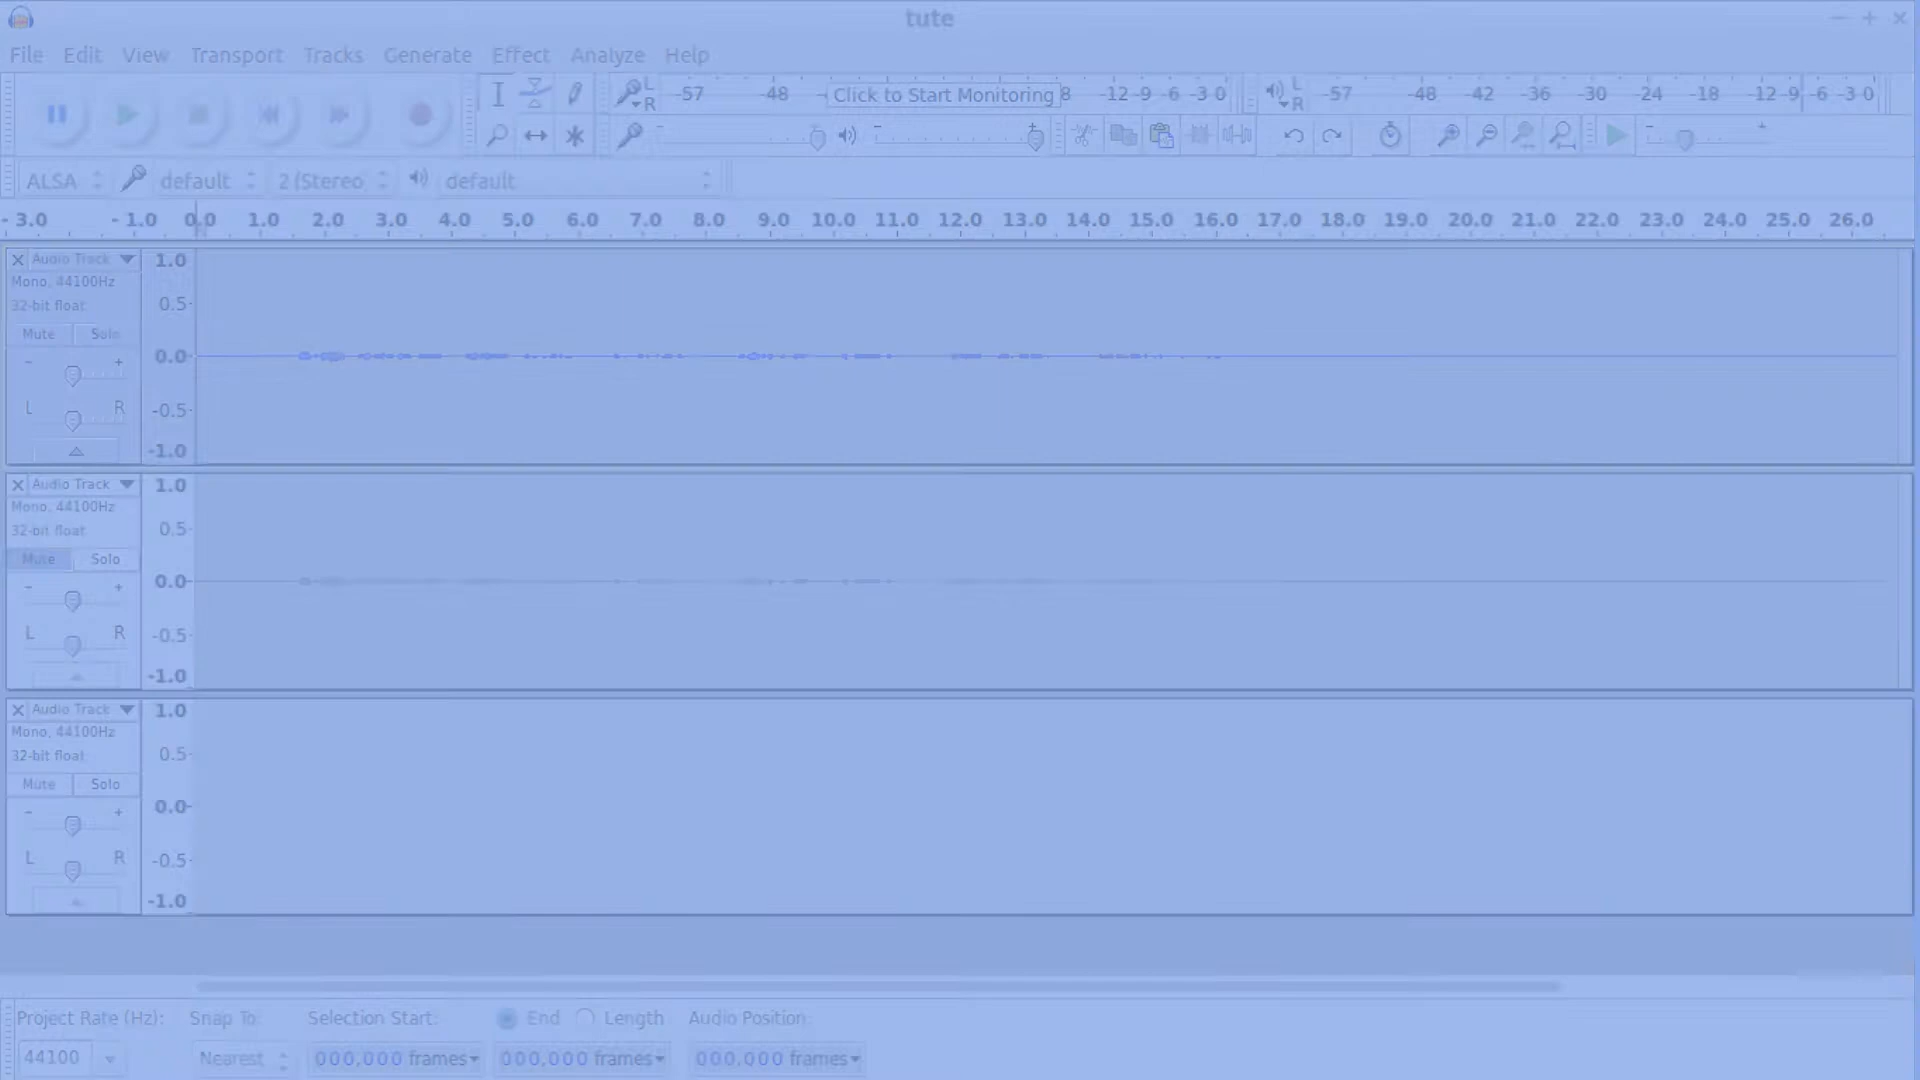 tute
File Edit View Transport Tracks Generate Effect Analyze Help
L R -57 -48 Click to Start Monitoring 8 -12 -9 -6 -3 0 L R -57 -48 -42 -36 -30 -24 -18 -12 -9 -6 -3 0
ALSA default 2 (Stereo default
- 3.0 - 1.0 0.0 1.0 2.0 3.0 4.0 5.0 6.0 7.0 8.0 9.0 10.0 11.0 12.0 13.0 14.0 15.0 16.0 17.0 18.0 19.0 20.0 21.0 22.0 23.0 24.0 25.0 26.0
Audio Track 1.0
Mono, 44100Hz
32-bit float 0.5
Mute Solo
- + 0.0
L R -0.5
-1.0
Audio Track 1.0
Mono, 44100Hz
32-bit float 0.5
Mute Solo
- + 0.0
L R -0.5
-1.0
Audio Track 1.0
Mono, 44100Hz
32-bit float 0.5
Mute Solo
- + 0.0
L R -0.5
-1.0
Project Rate (Hz): Snap To: Selection Start: End Length Audio Position:
44100 Nearest 000,000 frames 000,000 frames 000,000 frames